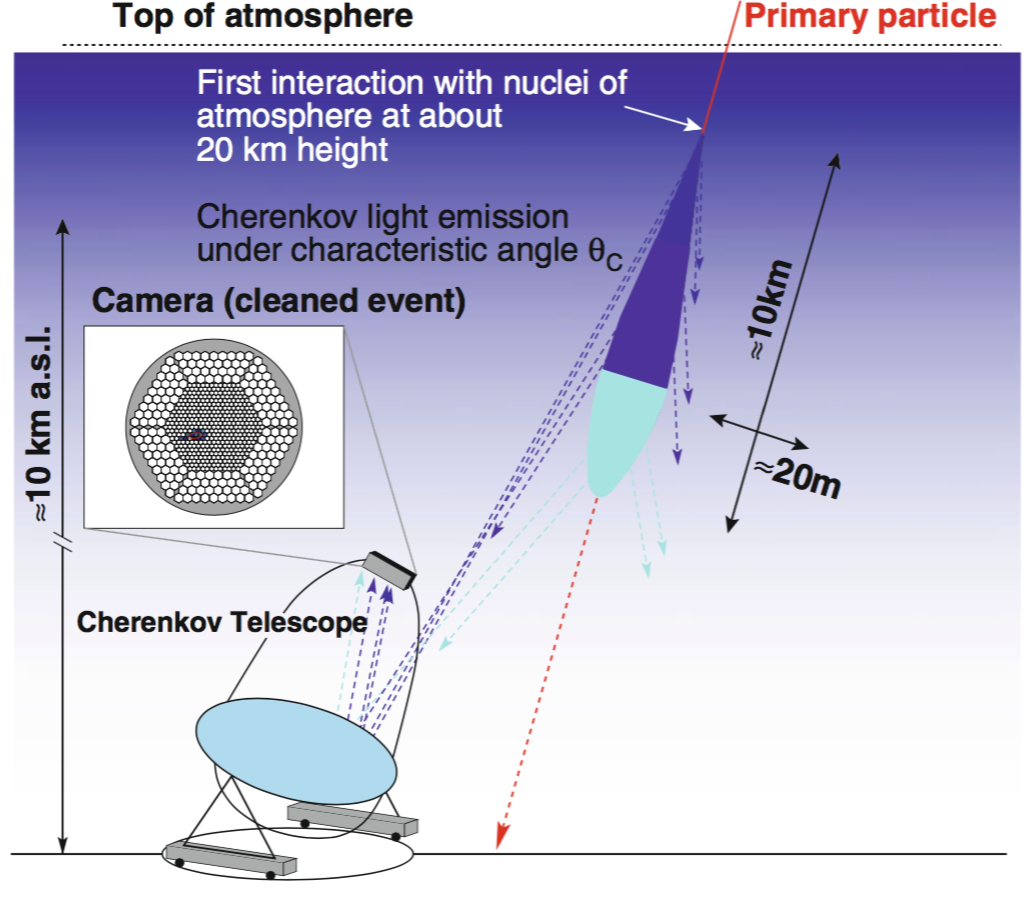 Top of atmosphere
Primary particle
First interaction with nuclei of
atmosphere at about
20 km height
Cherenkov light emission
under characteristic angle θC
Camera (cleaned event)
≈10km
≈10 km a.s.l.
≈20m
Cherenkov Telescope